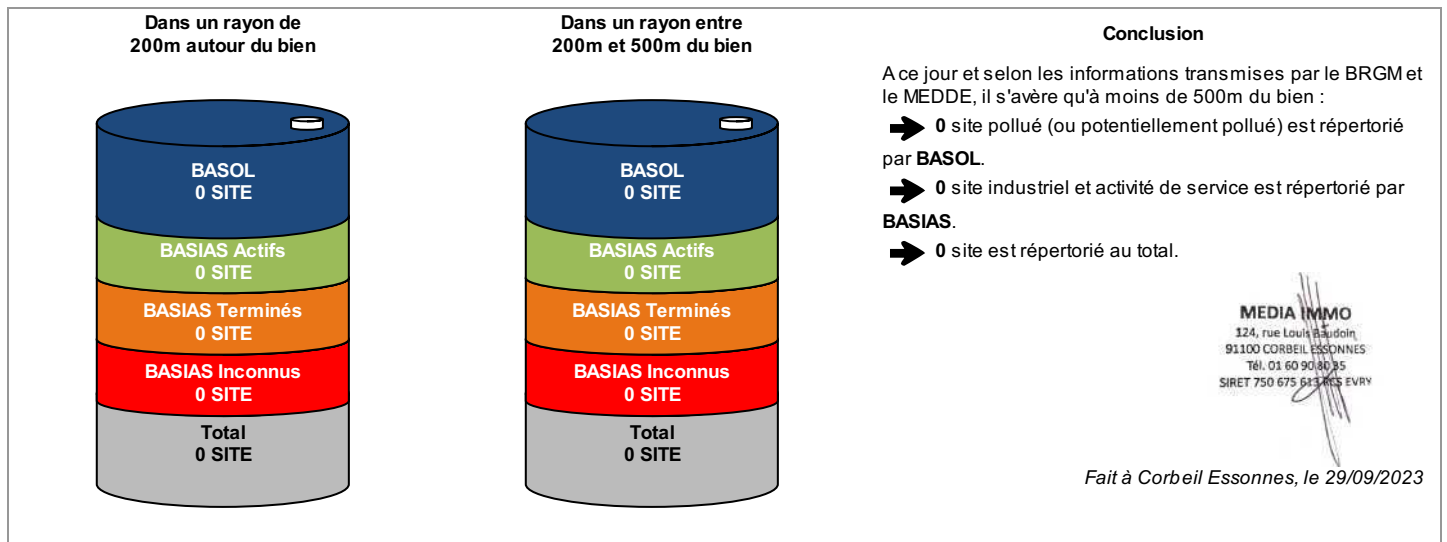 Dans un rayon de
200m autour du bien
BASOL
0 SITE
BASIAS Actifs
0 SITE
BASIAS Terminés
0 SITE
BASIAS Inconnus
0 SITE
Total
0 SITE
Dans un rayon entre
200m et 500m du bien
BASOL
0 SITE
BASIAS Actifs
0 SITE
BASIAS Terminés
0 SITE
BASIAS Inconnus
0 SITE
Total
0 SITE
Conclusion
A ce jour et selon les informations transmises par le BRGM et
le MEDDE, il s'avère qu'à moins de 500m du bien :
0 site pollué (ou potentiellement pollué) est répertorié
par BASOL.
0 site industriel et activité de service est répertorié par
BASIAS.
0 site est répertorié au total.
MEDIA IMMO
124, rue Louis Baudoin
91100 CORBEIL ESSONNES
Tél. 01 60 90 80 85
SIRET 750 675 613 RCS EVRY
Fait à Corbeil Essonnes, le 29/09/2023